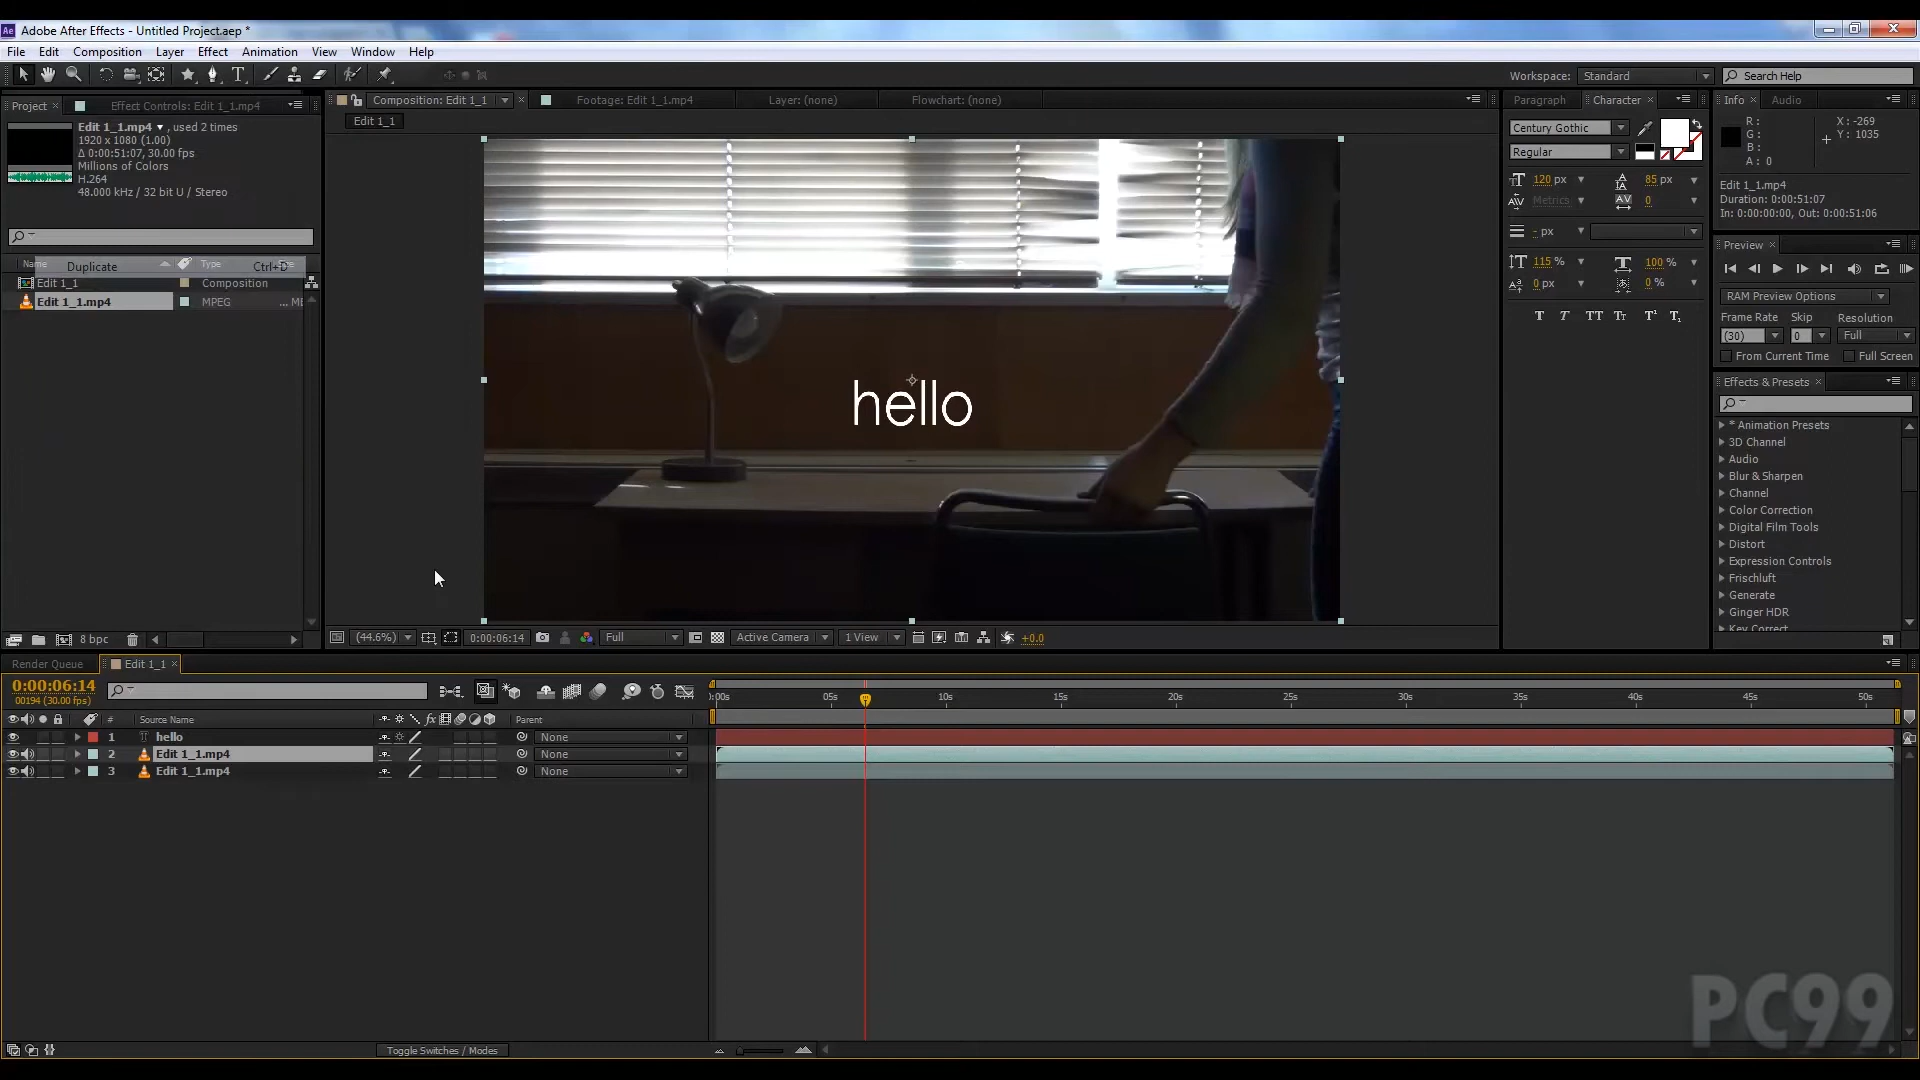 Ae Adobe After Effects - Untitled Project.aep *
File Edit Composition Layer Effect Animation View Window Help
Workspace: Standard Search Help
Project Effect Controls: Edit 1_1.mp4
Composition: Edit 1_1 Footage: Edit 1_1.mp4 Layer: (none) Flowchart: (none)
Paragraph Character Info Audio
Edit 1_1.mp4 , used 2 times
1920 x 1080 (1.00)
Δ 0:00:51:07, 30.00 fps
Millions of Colors
H.264
48.000 kHz / 32 bit U / Stereo
Edit 1_1
Century Gothic
Regular
120 px 85 px
Metrics 0
- px
115 % 100 %
0 px 0 %
T T TT Tr T¹ T₁
R :
G :
B :
A : 0
X : -269
Y : 1035
Edit 1_1.mp4
Duration: 0:00:51:07
In: 0:00:00:00, Out: 0:00:51:06
Preview
RAM Preview Options
Frame Rate Skip Resolution
(30) 0 Full
From Current Time Full Screen
Effects & Presets
* Animation Presets
3D Channel
Audio
Blur & Sharpen
Channel
Color Correction
Digital Film Tools
Distort
Expression Controls
Frischluft
Generate
Ginger HDR
Key Correct
Name Type
Duplicate Ctrl+D
Edit 1_1 Composition
Edit 1_1.mp4 MPEG ... ME
hello
8 bpc
(44.6%) 0:00:06:14 Full Active Camera 1 View +0.0
Render Queue Edit 1_1
0:00:06:14
00194 (30.00 fps)
:00s 05s 10s 15s 20s 25s 30s 35s 40s 45s 50s
# Source Name fx Parent
1 T hello None
2 Edit 1_1.mp4 None
3 Edit 1_1.mp4 None
Toggle Switches / Modes
PC99